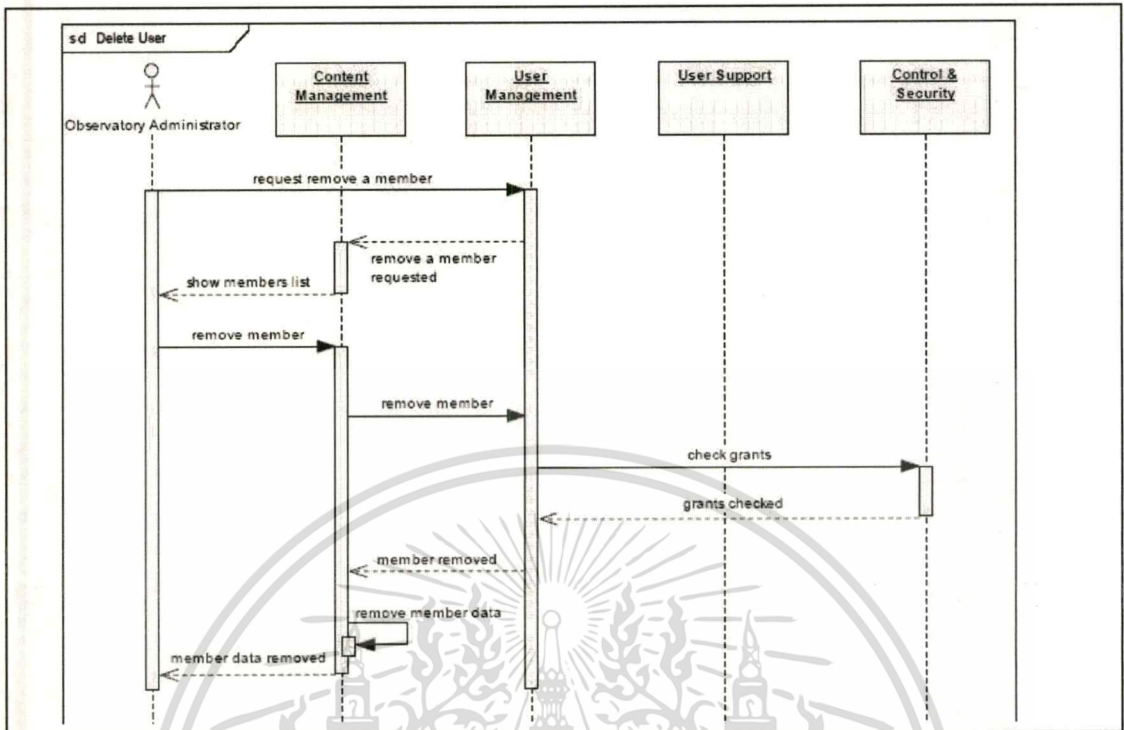 sd Delete User
Observatory Administrator
Content
Management
User
Management
User Support
Control &
Security
request remove a member
remove a member
requested
show members list
remove member
remove member
check grants
grants checked
member removed
remove member data
member data removed